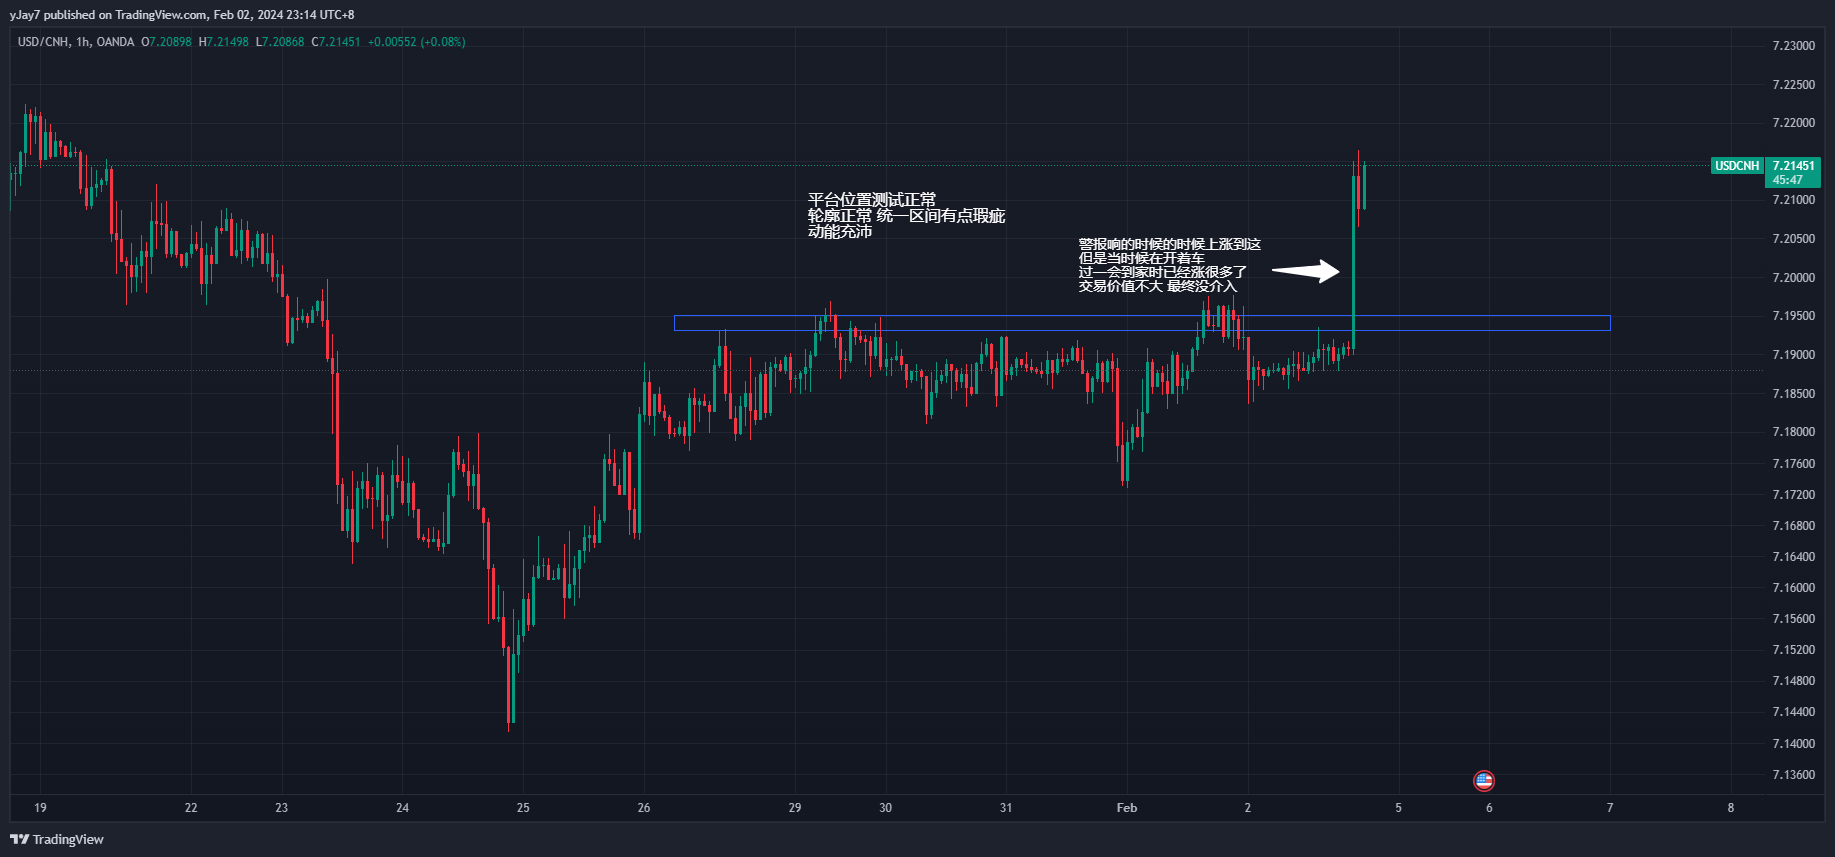 yJay7 published on TradingView.com, Feb 02, 2024 23:14 UTC+8
USD/CNH, 1h, OANDA O7.20898 H7.21498 L7.20868 C7.21451 +0.00552 (+0.08%)
7.23000
7.22500
7.22000
USDCNH 7.21451
45:47
7.21000
7.20500
7.20000
7.19500
7.19000
7.18500
7.18000
7.17600
7.17200
7.16800
7.16400
7.16000
7.15600
7.15200
7.14800
7.14400
7.14000
7.13600
平台位置测试正常
轮廓正常 统一区间有点瑕疵
动能充沛
警报响的时候的时候上涨到这
但是当时候在开着车
过一会到家时已经涨很多了
交易价值不大 最终没介入
19 22 23 24 25 26 29 30 31 Feb 2 5 6 7 8
TradingView